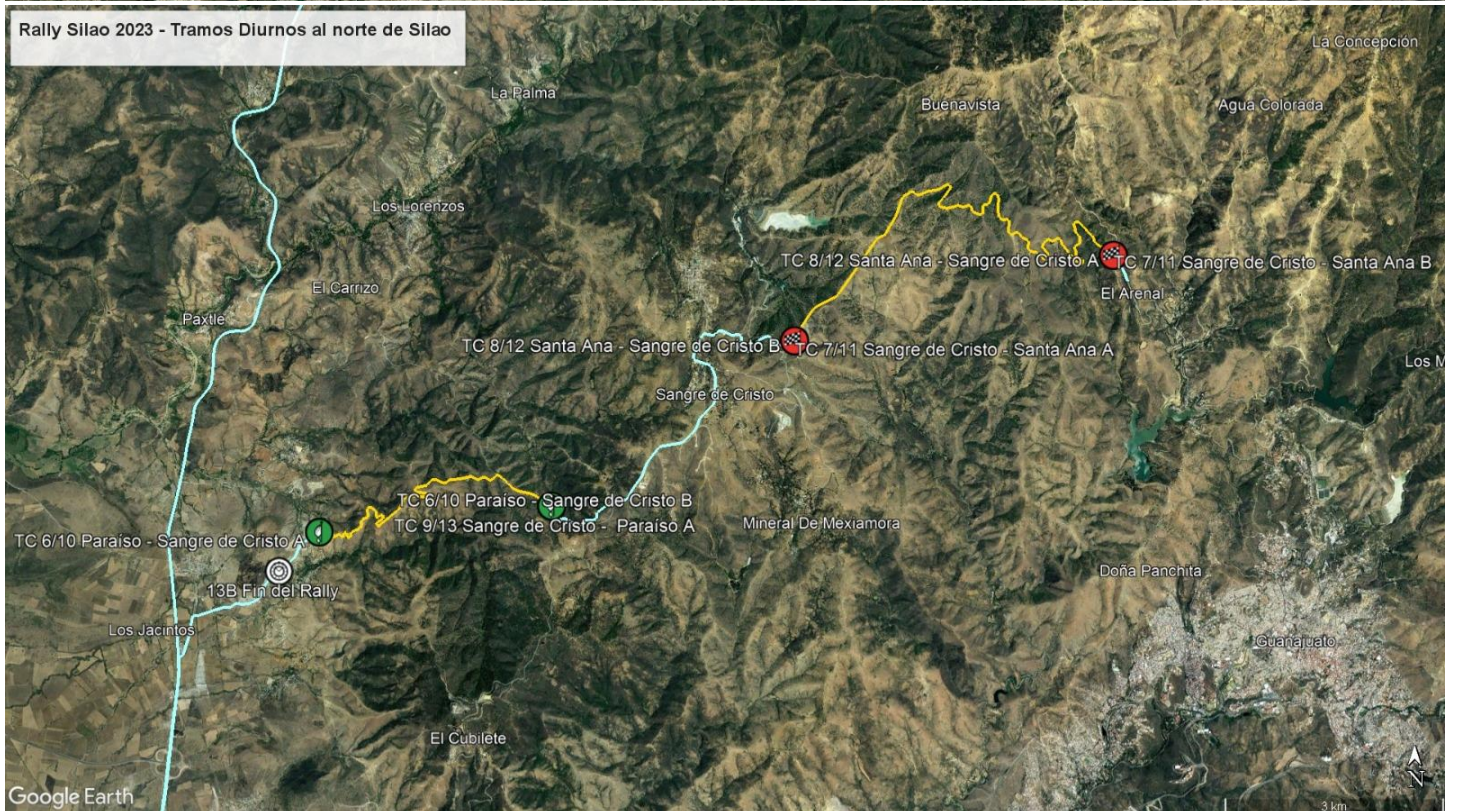 Rally Silao 2023 - Tramos Diurnos al norte de Silao
La Concepción
La Palma
Buenavista
Agua Colorada
Los Lorenzos
TC 8/12 Santa Ana - Sangre de Cristo A
TC 7/11 Sangre de Cristo - Santa Ana B
El Carrizo
El Arenal
Paxtle
TC 8/12 Santa Ana - Sangre de Cristo B
TC 7/11 Sangre de Cristo - Santa Ana A
Los M
Sangre de Cristo
TC 6/10 Paraíso - Sangre de Cristo B
TC 9/13 Sangre de Cristo - Paraíso A
Mineral De Mexiamora
TC 6/10 Paraíso - Sangre de Cristo A
Doña Panchita
13B Fin del Rally
Los Jacintos
Guanajuato
El Cubilete
N
Google Earth
3 km